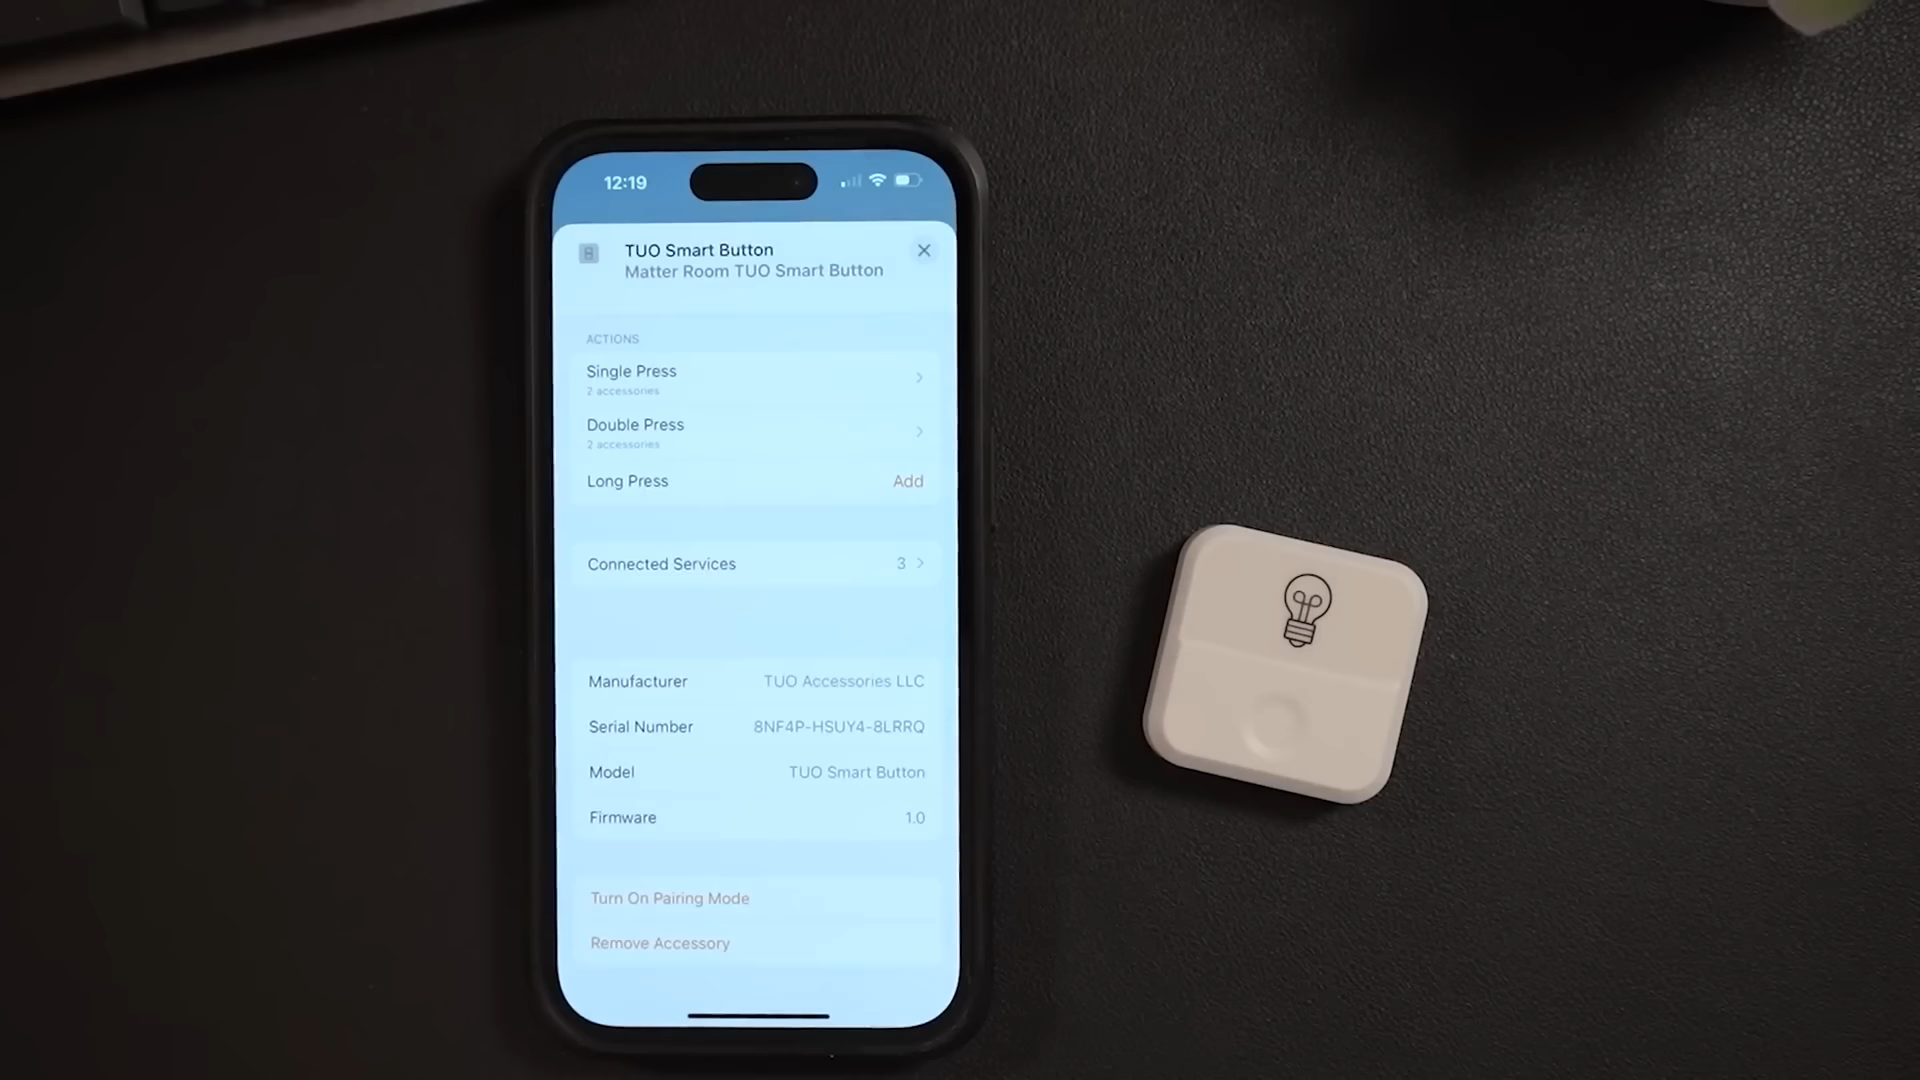 12:19
TUO Smart Button
Matter Room TUO Smart Button
ACTIONS
Single Press
2 accessories
Double Press
2 accessories
Long Press Add
Connected Services 3
Manufacturer TUO Accessories LLC
Serial Number 8NF4P-HSUY4-8LRRQ
Model TUO Smart Button
Firmware 1.0
Turn On Pairing Mode
Remove Accessory